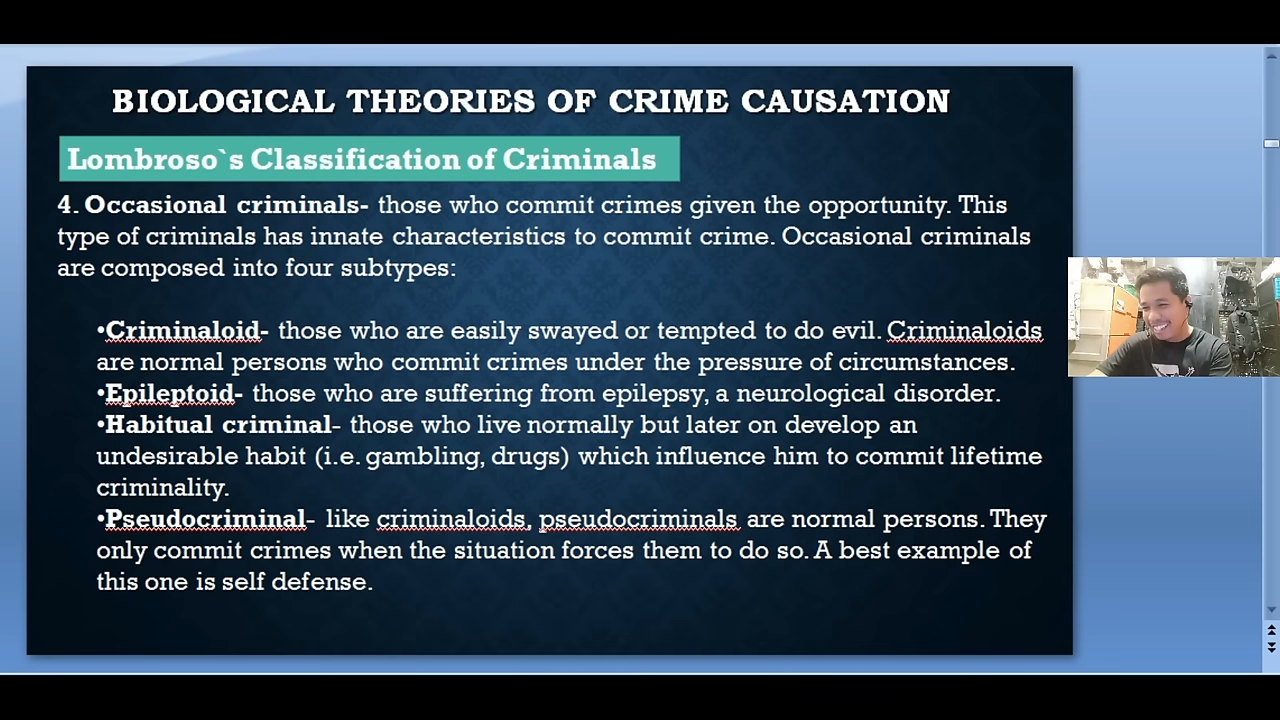 BIOLOGICAL THEORIES OF CRIME CAUSATION
Lombroso`s Classification of Criminals
4. Occasional criminals- those who commit crimes given the opportunity. This
type of criminals has innate characteristics to commit crime. Occasional criminals
are composed into four subtypes:
•Criminaloid- those who are easily swayed or tempted to do evil. Criminaloids
are normal persons who commit crimes under the pressure of circumstances.
•Epileptoid- those who are suffering from epilepsy, a neurological disorder.
•Habitual criminal- those who live normally but later on develop an
undesirable habit (i.e. gambling, drugs) which influence him to commit lifetime
criminality.
•Pseudocriminal- like criminaloids, pseudocriminals are normal persons. They
only commit crimes when the situation forces them to do so. A best example of
this one is self defense.